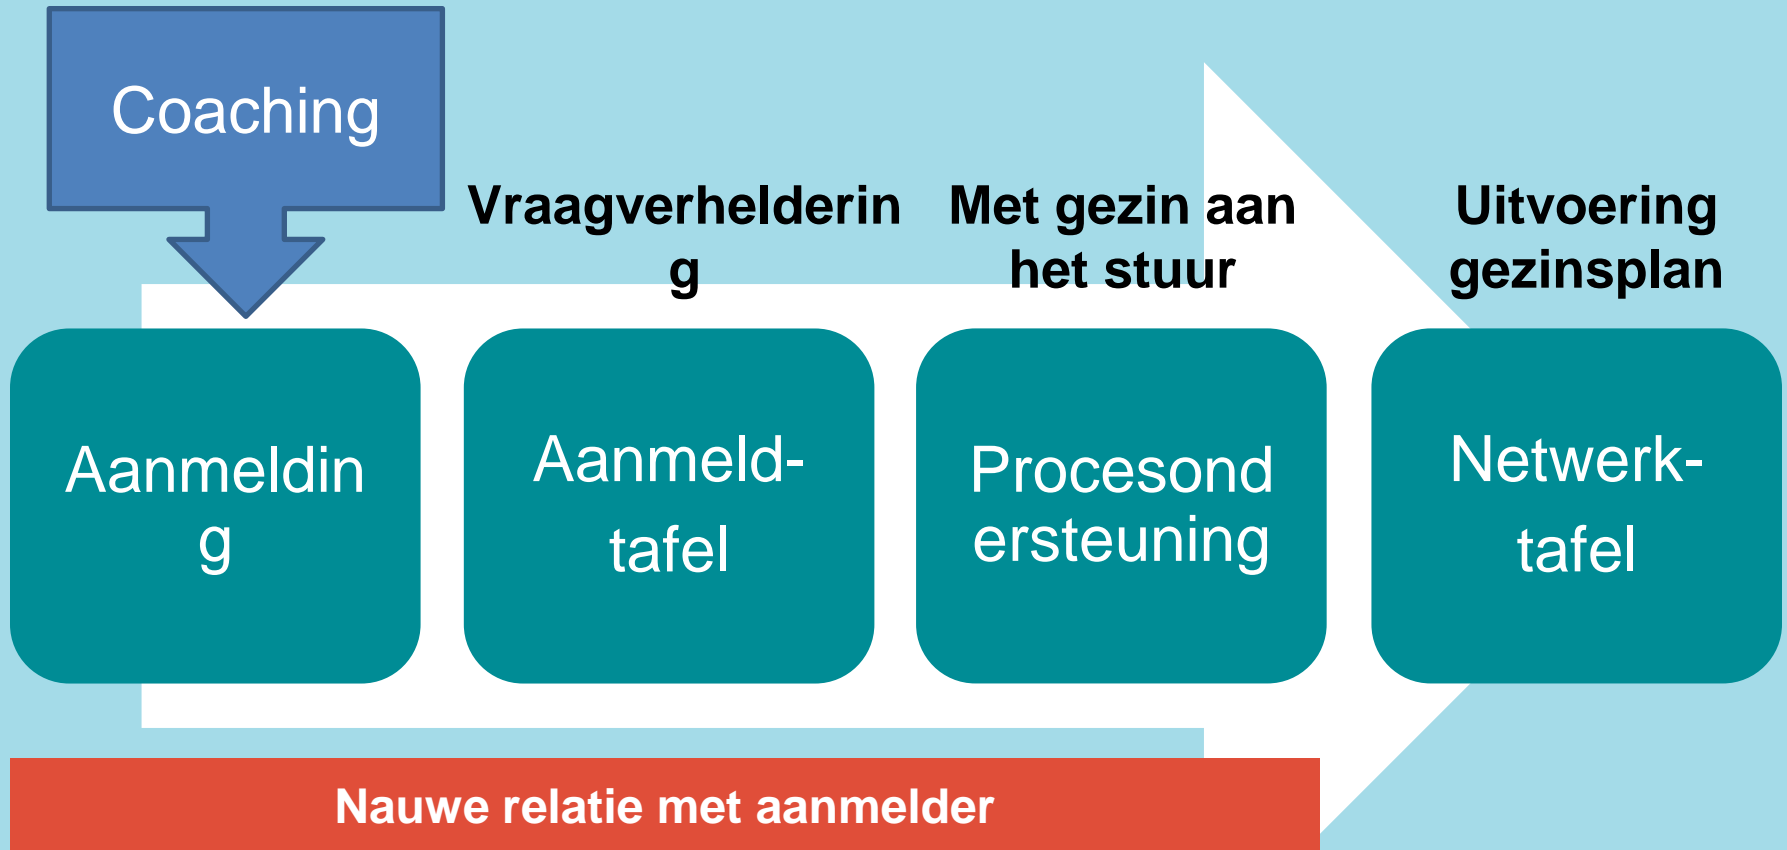 Coaching
Vraagverhelderin
g
Met gezin aan
het stuur
Uitvoering
gezinsplan
Aanmeldin
g
Aanmeld-
tafel
Procesond
ersteuning
Netwerk-
tafel
Nauwe relatie met aanmelder